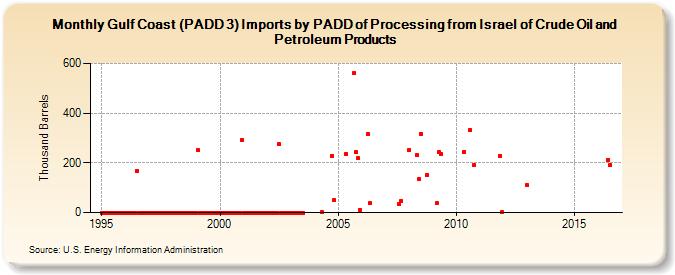 Monthly Gulf Coast (PADD 3) Imports by PADD of Processing from Israel of Crude Oil and
Petroleum Products
Thousand Barrels
600
400
200
0
1995 2000 2005 2010 2015
Source: U.S. Energy Information Administration